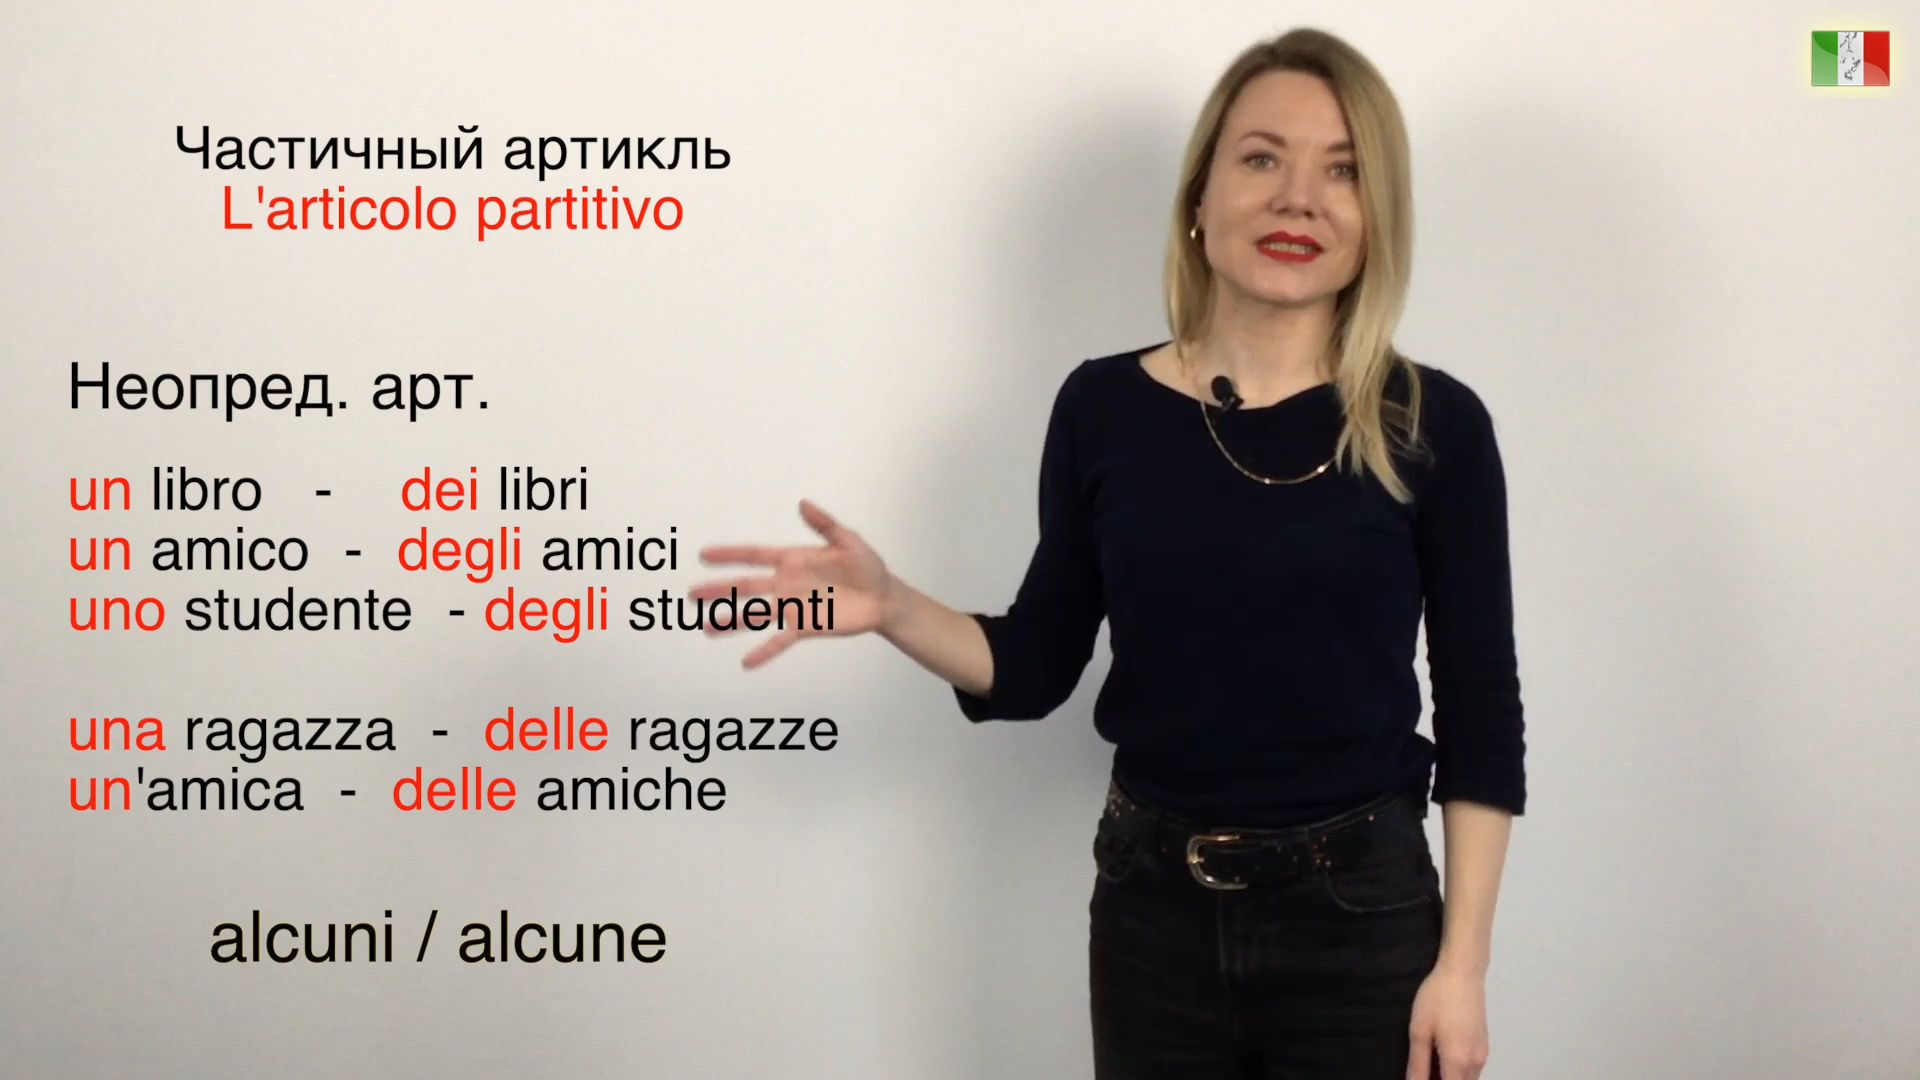 Частичный артикль
L'articolo partitivo
Неопред. арт.
un libro - dei libri
un amico - degli amici
uno studente - degli studenti
una ragazza - delle ragazze
un'amica - delle amiche
alcuni / alcune